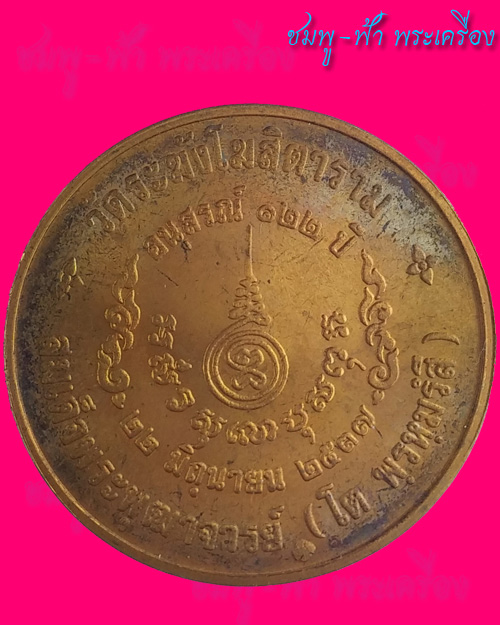 ชมพู - ฟ้า พระเครื่อง
วัดระฆังโฆสิตาราม
อนุสรณ์ ๑๒๒ ปี
๒๒ มิถุนายน ๒๕๓๗
สมเด็จพระพุฒาจารย์ (โต พฺรหฺมรํสี)